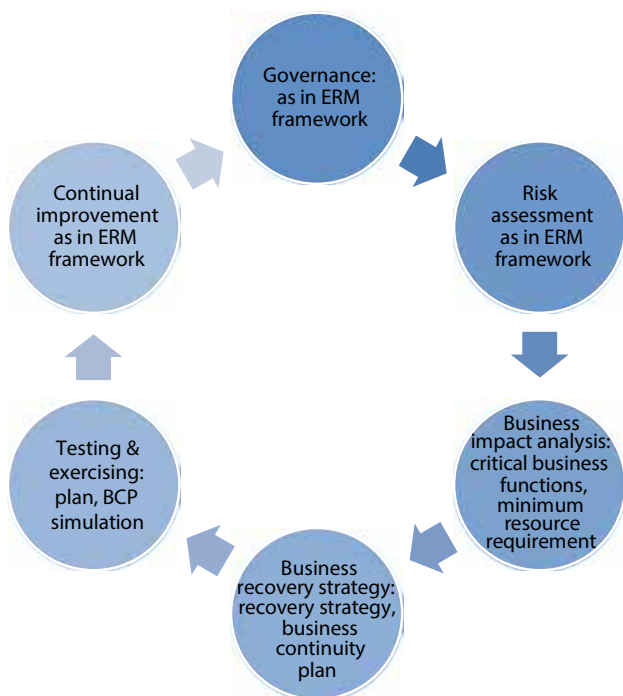 Governance:
as in ERM
framework
Risk
assessment
as in ERM
framework
Business
impact analysis:
critical business
functions,
minimum
resource
requirement
Business
recovery strategy:
recovery strategy,
business
continuity
plan
Testing &
exercising:
plan, BCP
simulation
Continual
improvement
as in ERM
framework